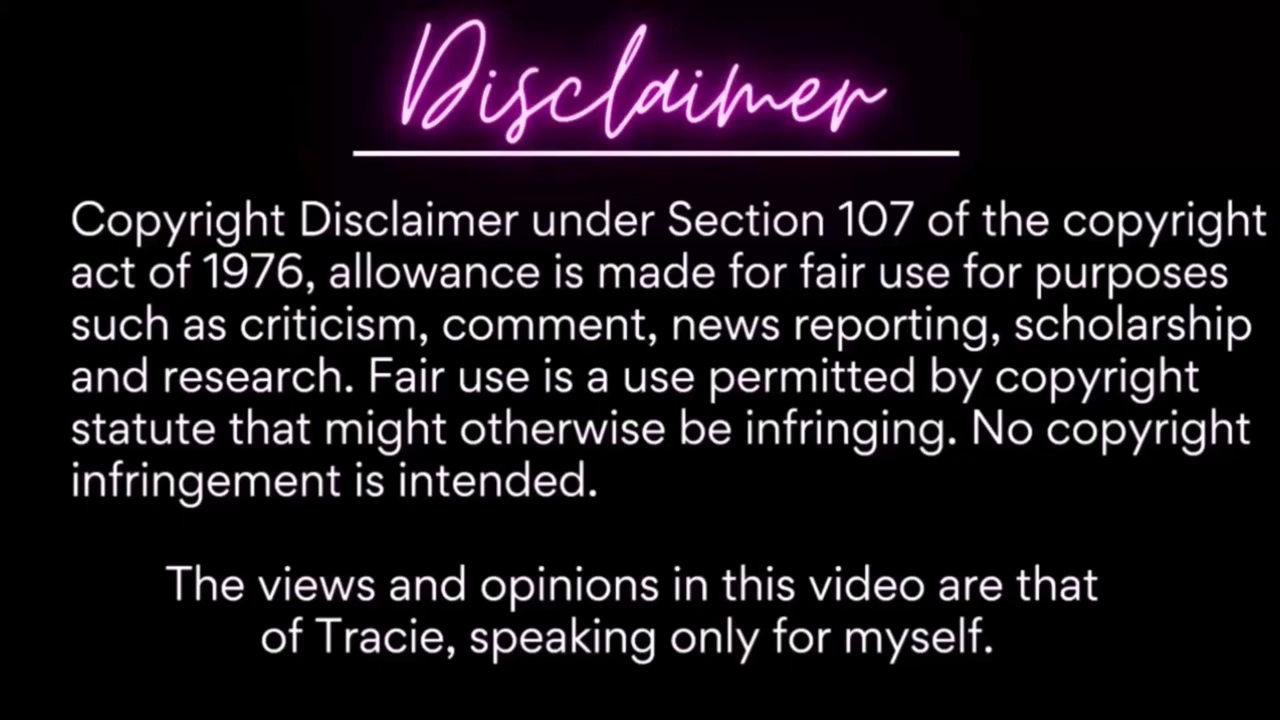 Disclaimer
Copyright Disclaimer under Section 107 of the copyright
act of 1976, allowance is made for fair use for purposes
such as criticism, comment, news reporting, scholarship
and research. Fair use is a use permitted by copyright
statute that might otherwise be infringing. No copyright
infringement is intended.
The views and opinions in this video are that
of Tracie, speaking only for myself.